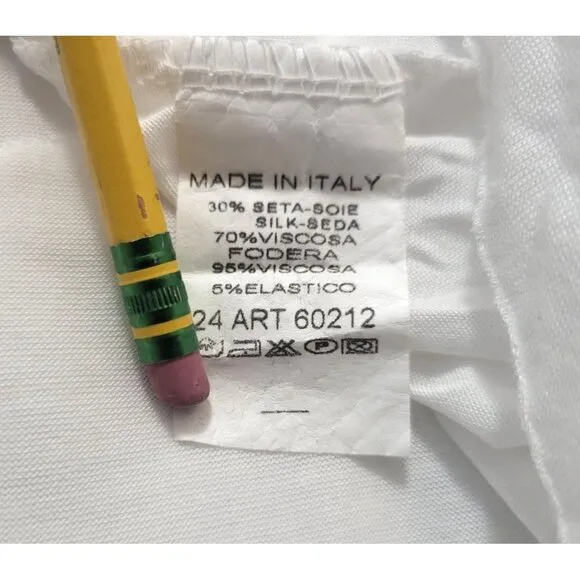 MADE IN ITALY
30% SETA-SOIE
SILK-SEDA
70%VISCOSA
FODERA
95%VISCOSA
5%ELASTICO
24 ART 60212
P